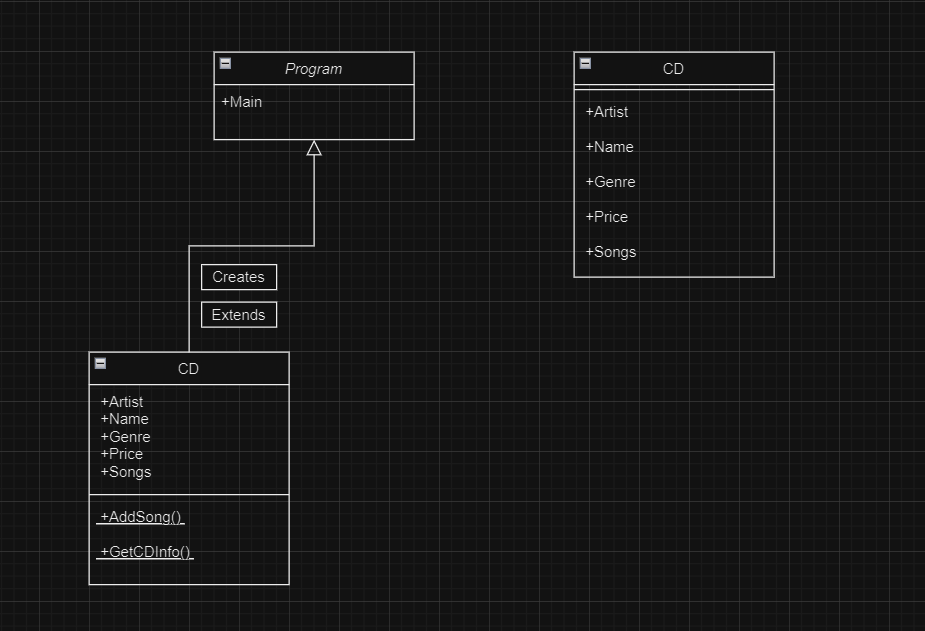 Program
+Main
CD
+Artist
+Name
+Genre
+Price
+Songs
Creates
Extends
CD
+Artist
+Name
+Genre
+Price
+Songs
+AddSong()
+GetCDInfo()